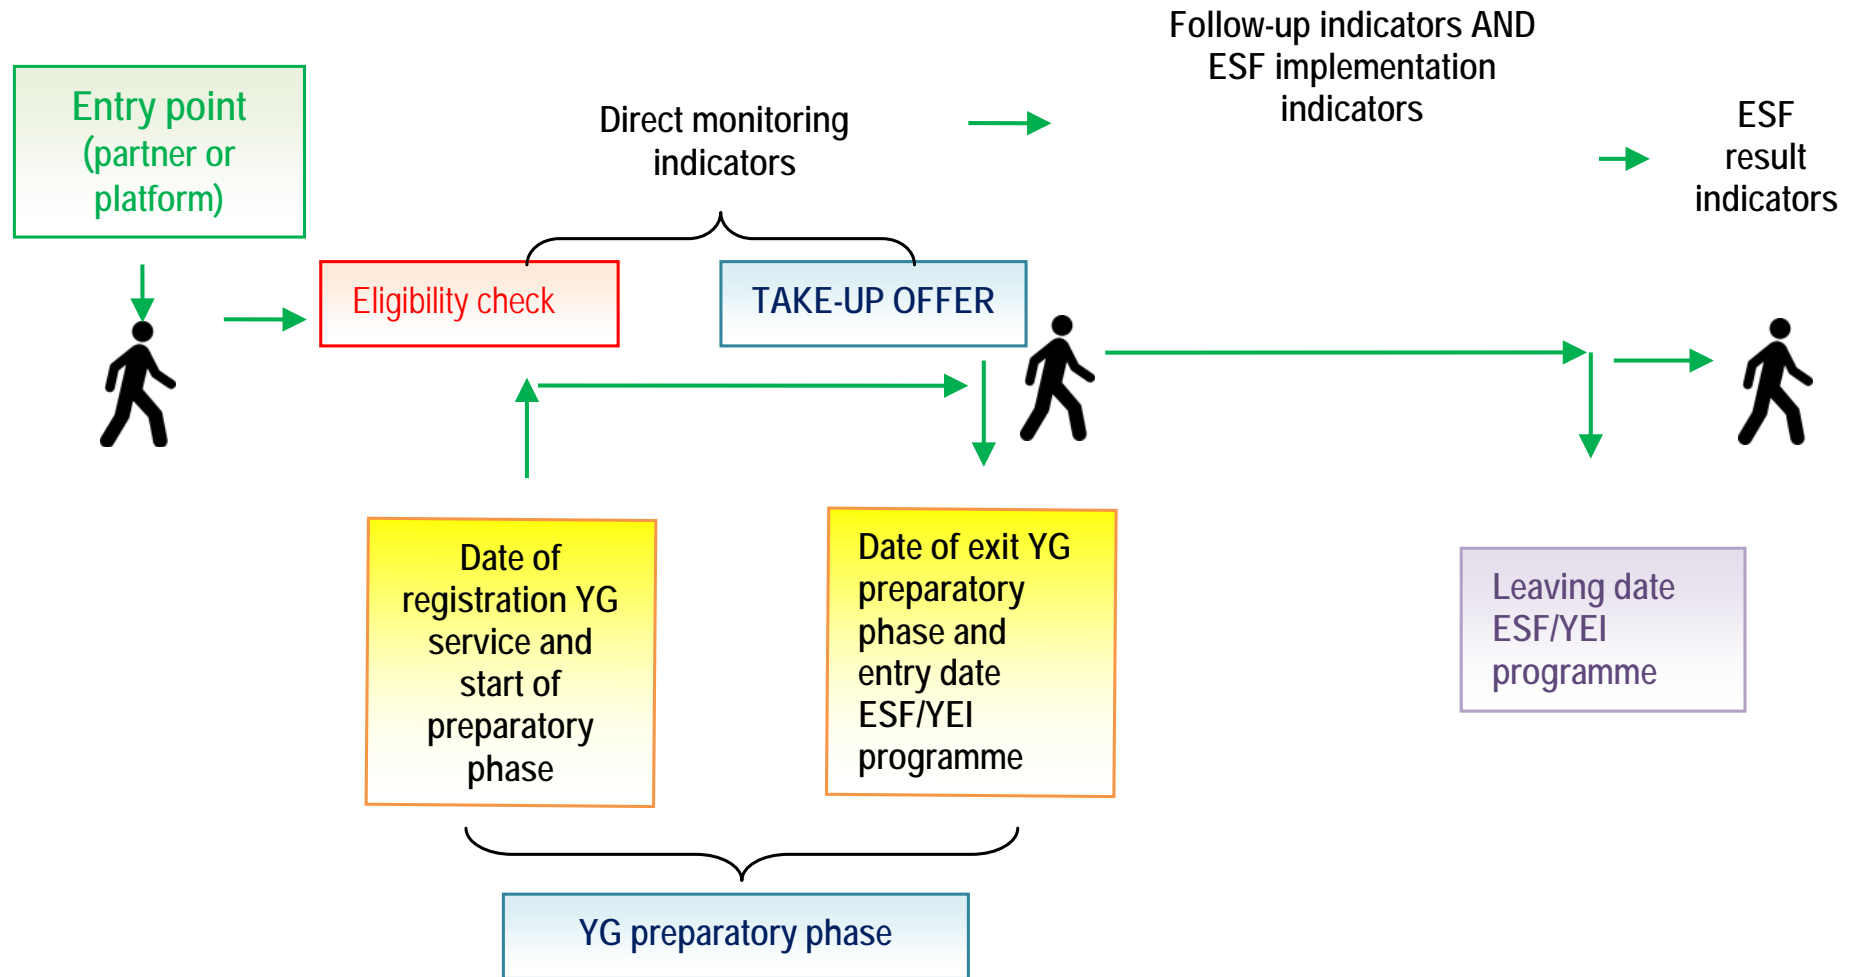 Entry point
(partner or
platform)
Direct monitoring
indicators
Follow-up indicators AND
ESF implementation
indicators
ESF
result
indicators
Eligibility check
TAKE-UP OFFER
Date of
registration YG
service and
start of
preparatory
phase
Date of exit YG
preparatory
phase and
entry date
ESF/YEI
programme
Leaving date
ESF/YEI
programme
YG preparatory phase